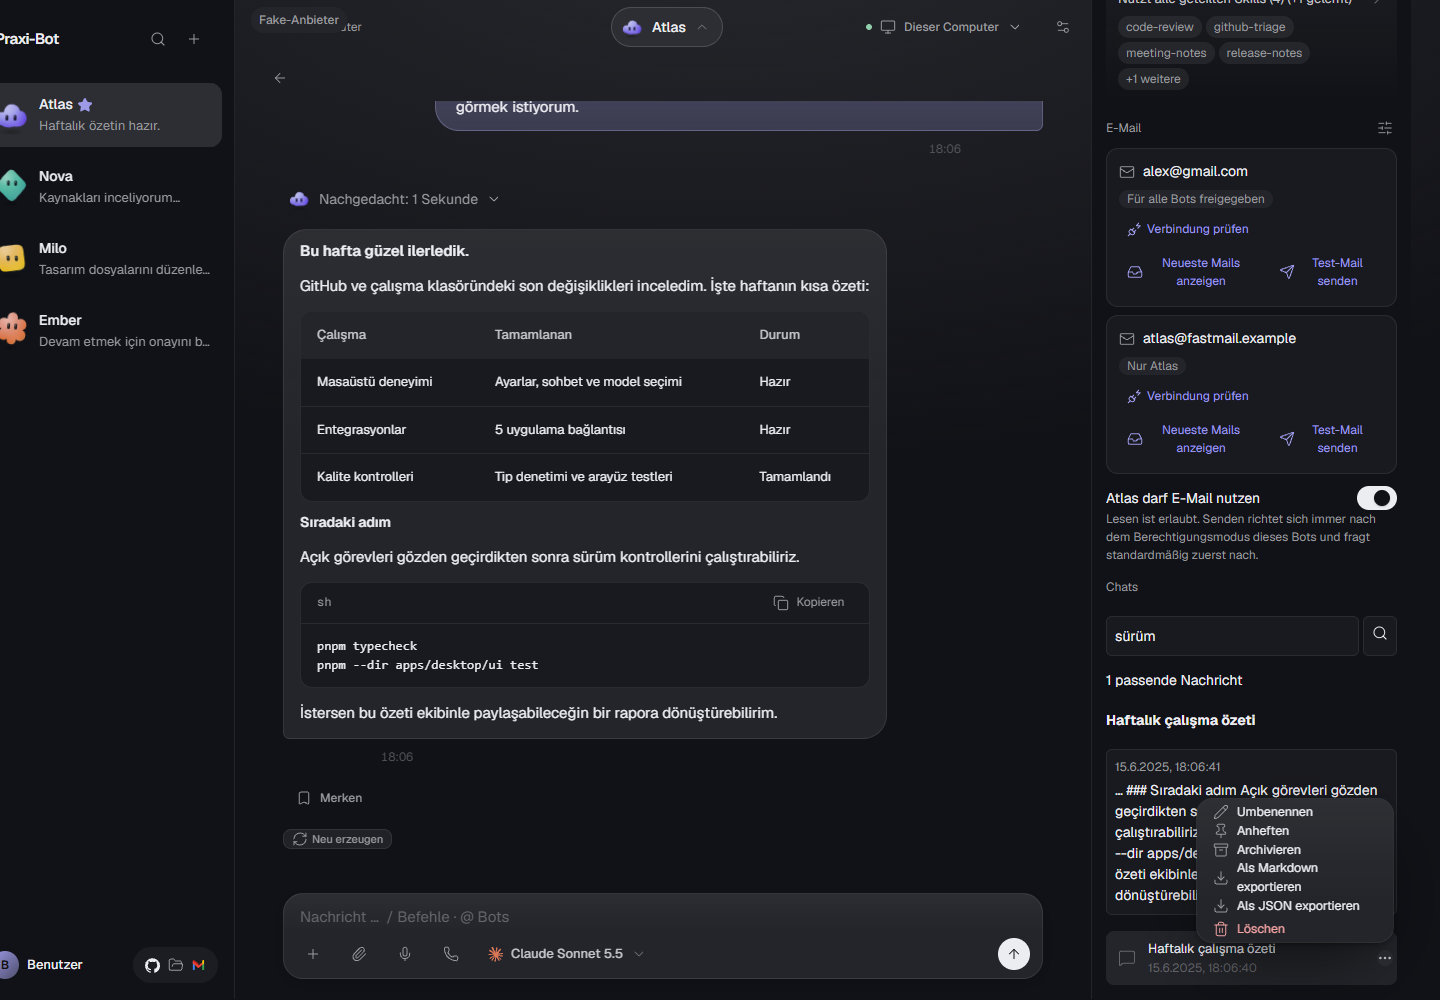 Praxi-Bot
Atlas
Haftalık özetin hazır.
Nova
Kaynakları inceliyorum...
Milo
Tasarım dosyalarını düzenle...
Ember
Devam etmek için onayını b...
B
Benutzer
Fake-Anbieter
Atlas
Dieser Computer
görmek istiyorum.
18:06
Nachgedacht: 1 Sekunde
Bu hafta güzel ilerledik.
GitHub ve çalışma klasöründeki son değişiklikleri inceledim. İşte haftanın kısa özeti:
Çalışma Tamamlanan Durum
Masaüstü deneyimi Ayarlar, sohbet ve model seçimi Hazır
Entegrasyonlar 5 uygulama bağlantısı Hazır
Kalite kontrolleri Tip denetimi ve arayüz testleri Tamamlandı
Sıradaki adım
Açık görevleri gözden geçirdikten sonra sürüm kontrollerini çalıştırabiliriz.
sh
Kopieren
pnpm typecheck
pnpm --dir apps/desktop/ui test
İstersen bu özeti ekibinle paylaşabileceğin bir rapora dönüştürebilirim.
18:06
Merken
Neu erzeugen
Nachricht ... / Befehle · @ Bots
Claude Sonnet 5.5
Nutzt alle geteilten Skills (4) (+1 gelernt)
code-review github-triage
meeting-notes release-notes
+1 weitere
E-Mail
alex@gmail.com
Für alle Bots freigegeben
Verbindung prüfen
Neueste Mails anzeigen
Test-Mail senden
atlas@fastmail.example
Nur Atlas
Verbindung prüfen
Neueste Mails anzeigen
Test-Mail senden
Atlas darf E-Mail nutzen
Lesen ist erlaubt. Senden richtet sich immer nach
dem Berechtigungsmodus dieses Bots und fragt
standardmäßig zuerst nach.
Chats
sürüm
1 passende Nachricht
Haftalık çalışma özeti
15.6.2025, 18:06:41
... ### Sıradaki adım Açık görevleri gözden
geçirdikten s
çalıştırabiliriz
--dir apps/de
özeti ekibinle
dönüştürebili
Umbenennen
Anheften
Archivieren
Als Markdown
exportieren
Als JSON exportieren
Löschen
Haftalık çalışma özeti
15.6.2025, 18:06:40